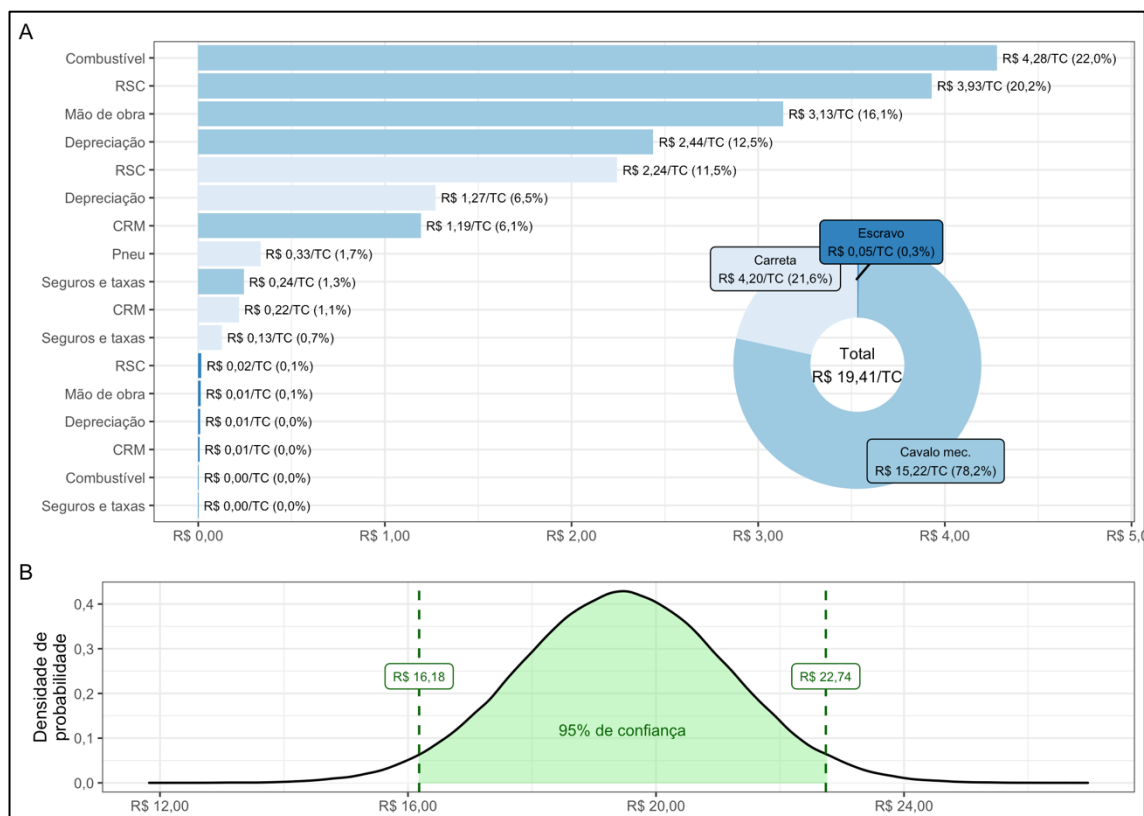 A
Combustível
R$ 4,28/TC (22,0%)
RSC
R$ 3,93/TC (20,2%)
Mão de obra
R$ 3,13/TC (16,1%)
Depreciação
R$ 2,44/TC (12,5%)
RSC
R$ 2,24/TC (11,5%)
Depreciação
R$ 1,27/TC (6,5%)
CRM
R$ 1,19/TC (6,1%)
Pneu
R$ 0,33/TC (1,7%)
Seguros e taxas
R$ 0,24/TC (1,3%)
CRM
R$ 0,22/TC (1,1%)
Seguros e taxas
R$ 0,13/TC (0,7%)
RSC
R$ 0,02/TC (0,1%)
Mão de obra
R$ 0,01/TC (0,1%)
Depreciação
R$ 0,01/TC (0,0%)
CRM
R$ 0,01/TC (0,0%)
Combustível
R$ 0,00/TC (0,0%)
Seguros e taxas
R$ 0,00/TC (0,0%)
Escravo
R$ 0,05/TC (0,3%)
Carreta
R$ 4,20/TC (21,6%)
Total
R$ 19,41/TC
Cavalo mec.
R$ 15,22/TC (78,2%)
R$ 0,00
R$ 1,00
R$ 2,00
R$ 3,00
R$ 4,00
R$ 5,0
B
Densidade de
probabilidade
0,4
0,3
0,2
0,1
0,0
R$ 16,18
R$ 22,74
95% de confiança
R$ 12,00
R$ 16,00
R$ 20,00
R$ 24,00